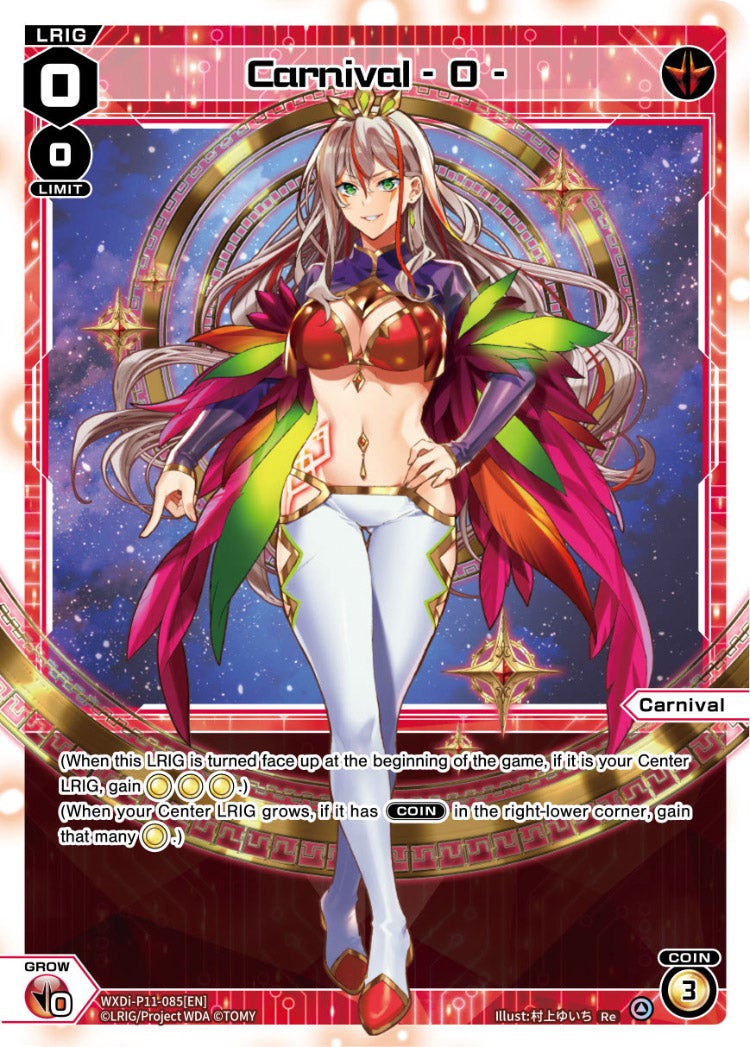 LRIG
0
Carnival - 0 -
0
LIMIT
Carnival
(When this LRIG is turned face up at the beginning of the game, if it is your Center
LRIG, gain .)
(When your Center LRIG grows, if it has COIN in the right-lower corner, gain
that many .)
GROW
0
COIN
3
WXDi-P11-085[EN]
©LRIG/Project WDA ©TOMY
Illust:村上ゆいち Re